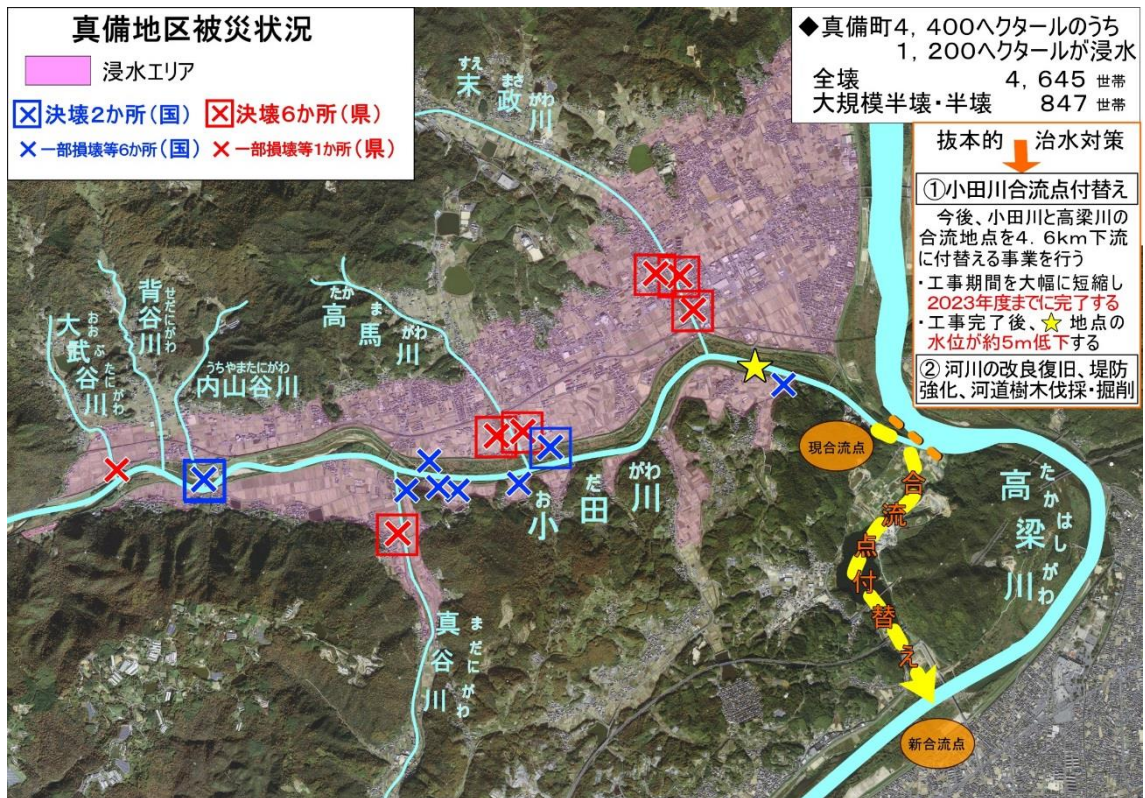 真備地区被災状況
浸水エリア
決壊2か所(国) 決壊6か所(県)
一部損壊等6か所(国) 一部損壊等1か所(県)
◆真備町4,400ヘクタールのうち
1,200ヘクタールが浸水
全壊 4,645 世帯
大規模半壊・半壊 847 世帯
抜本的 治水対策
①小田川合流点付替え
今後、小田川と高梁川の
合流地点を4.6km下流
に付替える事業を行う
・工事期間を大幅に短縮し
2023年度までに完了する
・工事完了後、☆地点の
水位が約5m低下する
②河川の改良復旧、堤防
強化、河道樹木伐採・掘削
すえまさがわ
末政川
たかまがわ
高馬川
せだにがわ
背谷川
おおぶたにがわ
大武谷川
うちやまたにがわ
内山谷川
おだがわ
小田川
まだにがわ
真谷川
たかはしがわ
高梁川
現合流点
合流点付替え
新合流点